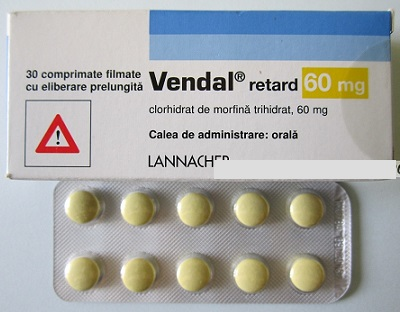 30 comprimate filmate
cu eliberare prelungită
Vendal® retard 60 mg
clorhidrat de morfină trihidrat, 60 mg
Calea de administrare: orală